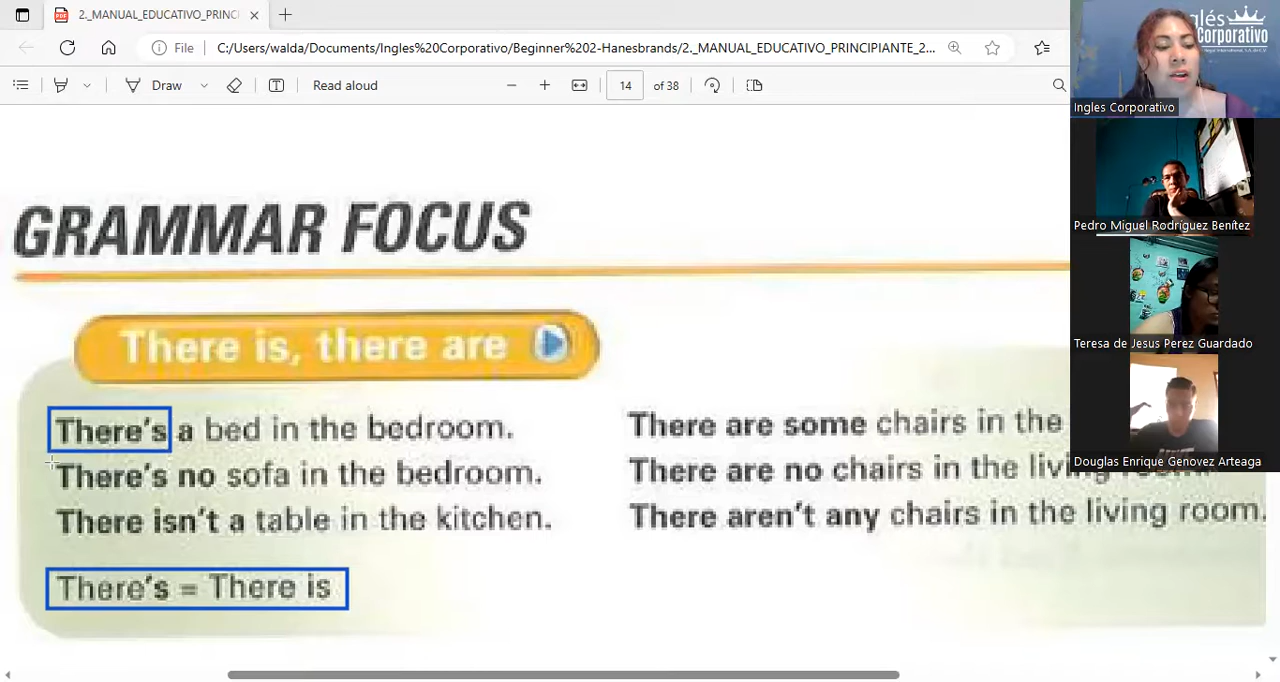 2._MANUAL_EDUCATIVO_PRINCI
File
C:/Users/walda/Documents/Ingles%20Corporativo/Beginner%202-Hanesbrands/2._MANUAL_EDUCATIVO_PRINCIPIANTE_2...
Draw
Read aloud
14 of 38
GRAMMAR FOCUS
There is, there are
There's a bed in the bedroom.
There's no sofa in the bedroom.
There isn't a table in the kitchen.
There's = There is
There are some chairs in the
There are no chairs in the living room.
There aren't any chairs in the living room.
glés
Corporativo
Ingles Corporativo
Pedro Miguel Rodríguez Benítez
Teresa de Jesus Perez Guardado
Douglas Enrique Genovez Arteaga